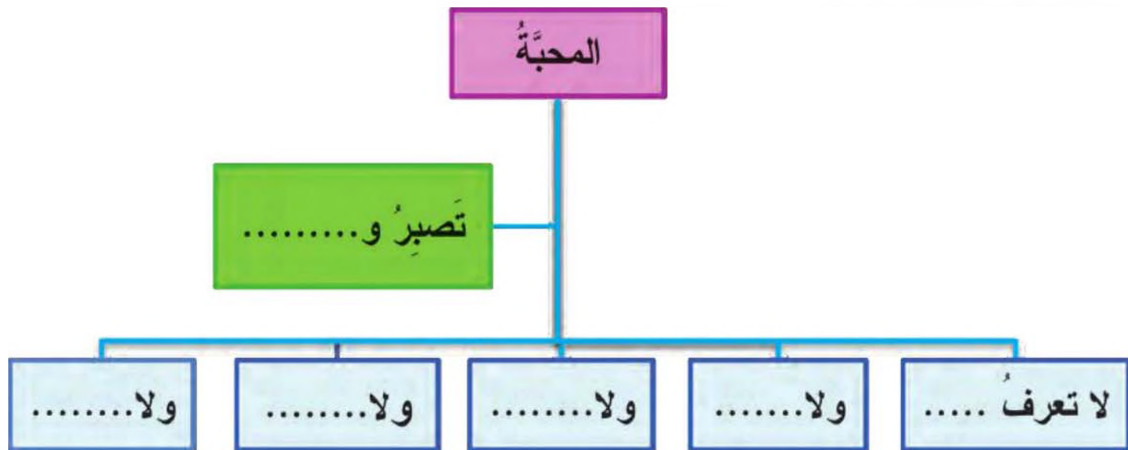 المحبَّةُ
تَصبِرُ و.........
لا تعرفُ .....
ولا.......
ولا........
ولا........
ولا........